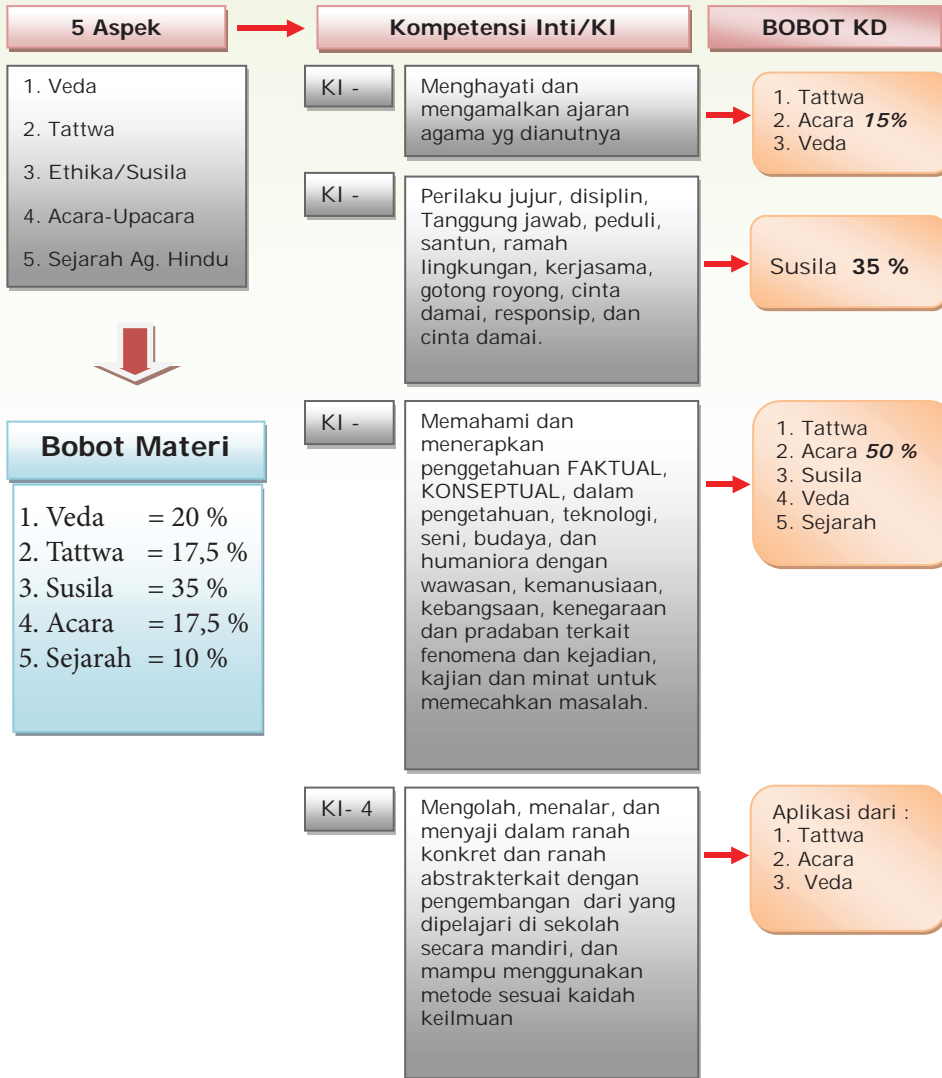 5 Aspek
1. Veda
2. Tattwa
3. Ethika/Susila
4. Acara-Upacara
5. Sejarah Ag. Hindu
Bobot Materi
1. Veda = 20 %
2. Tattwa = 17,5 %
3. Susila = 35 %
4. Acara = 17,5 %
5. Sejarah = 10 %
Kompetensi Inti/KI
BOBOT KD
KI -
Menghayati dan
mengamalkan ajaran
agama yg dianutnya
1. Tattwa
2. Acara 15%
3. Veda
KI -
Perilaku jujur, disiplin,
Tanggung jawab, peduli,
santun, ramah
lingkungan, kerjasama,
gotong royong, cinta
damai, responsip, dan
cinta damai.
Susila 35 %
KI -
Memahami dan
menerapkan
penggetahuan FAKTUAL,
KONSEPTUAL, dalam
pengetahuan, teknologi,
seni, budaya, dan
humaniora dengan
wawasan, kemanusiaan,
kebangsaan, kenegaraan
dan pradaban terkait
fenomena dan kejadian,
kajian dan minat untuk
memecahkan masalah.
1. Tattwa
2. Acara 50 %
3. Susila
4. Veda
5. Sejarah
KI- 4
Mengolah, menalar, dan
menyaji dalam ranah
konkret dan ranah
abstrakterkait dengan
pengembangan dari yang
dipelajari di sekolah
secara mandiri, dan
mampu menggunakan
metode sesuai kaidah
keilmuan
Aplikasi dari :
1. Tattwa
2. Acara
3. Veda